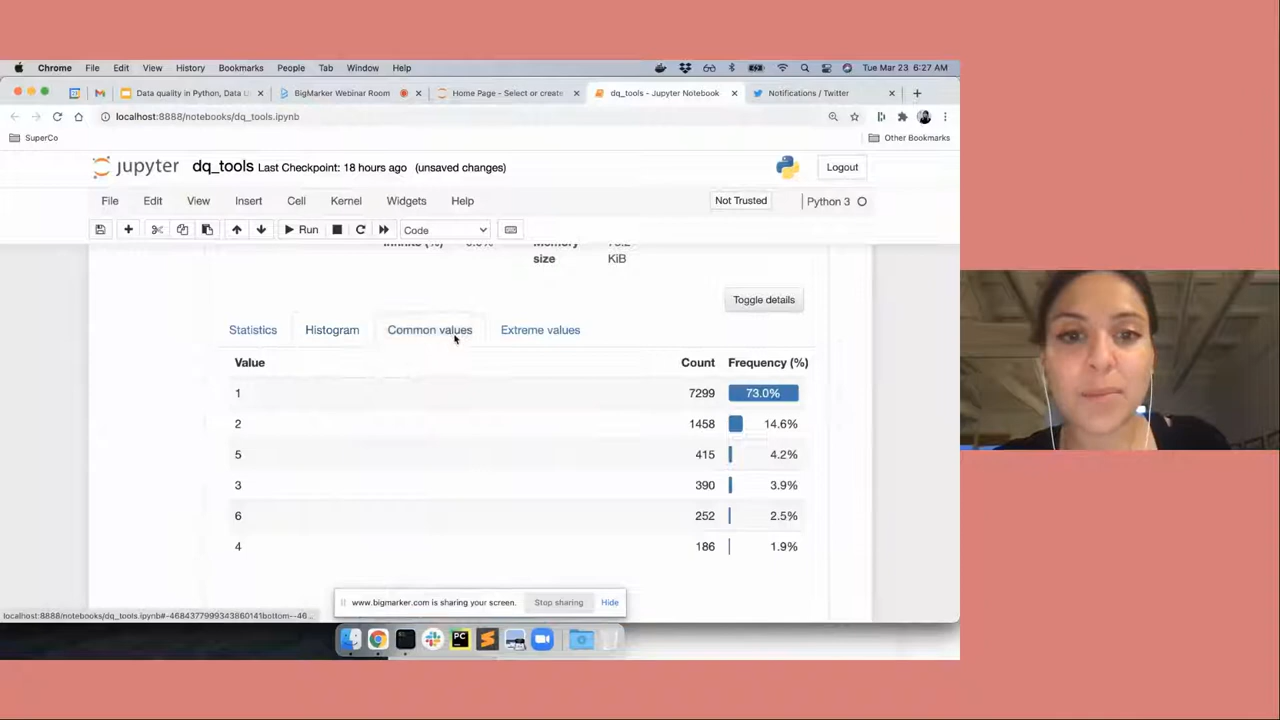 Chrome File Edit View History Bookmarks People Tab Window Help Tue Mar 23 6:27 AM
Data quality in Python, Data U BigMarker Webinar Room Home Page - Select or create dq_tools - Jupyter Notebook Notifications / Twitter
localhost:8888/notebooks/dq_tools.ipynb
SuperCo Other Bookmarks
jupyter dq_tools Last Checkpoint: 18 hours ago (unsaved changes) Logout
File Edit View Insert Cell Kernel Widgets Help Not Trusted Python 3
Run Code
Infinite (%) 0.0% Memory
size KiB
Toggle details
Statistics Histogram Common values Extreme values
Value Count Frequency (%)
1 7299 73.0%
2 1458 14.6%
5 415 4.2%
3 390 3.9%
6 252 2.5%
4 186 1.9%
www.bigmarker.com is sharing your screen. Stop sharing Hide
PC